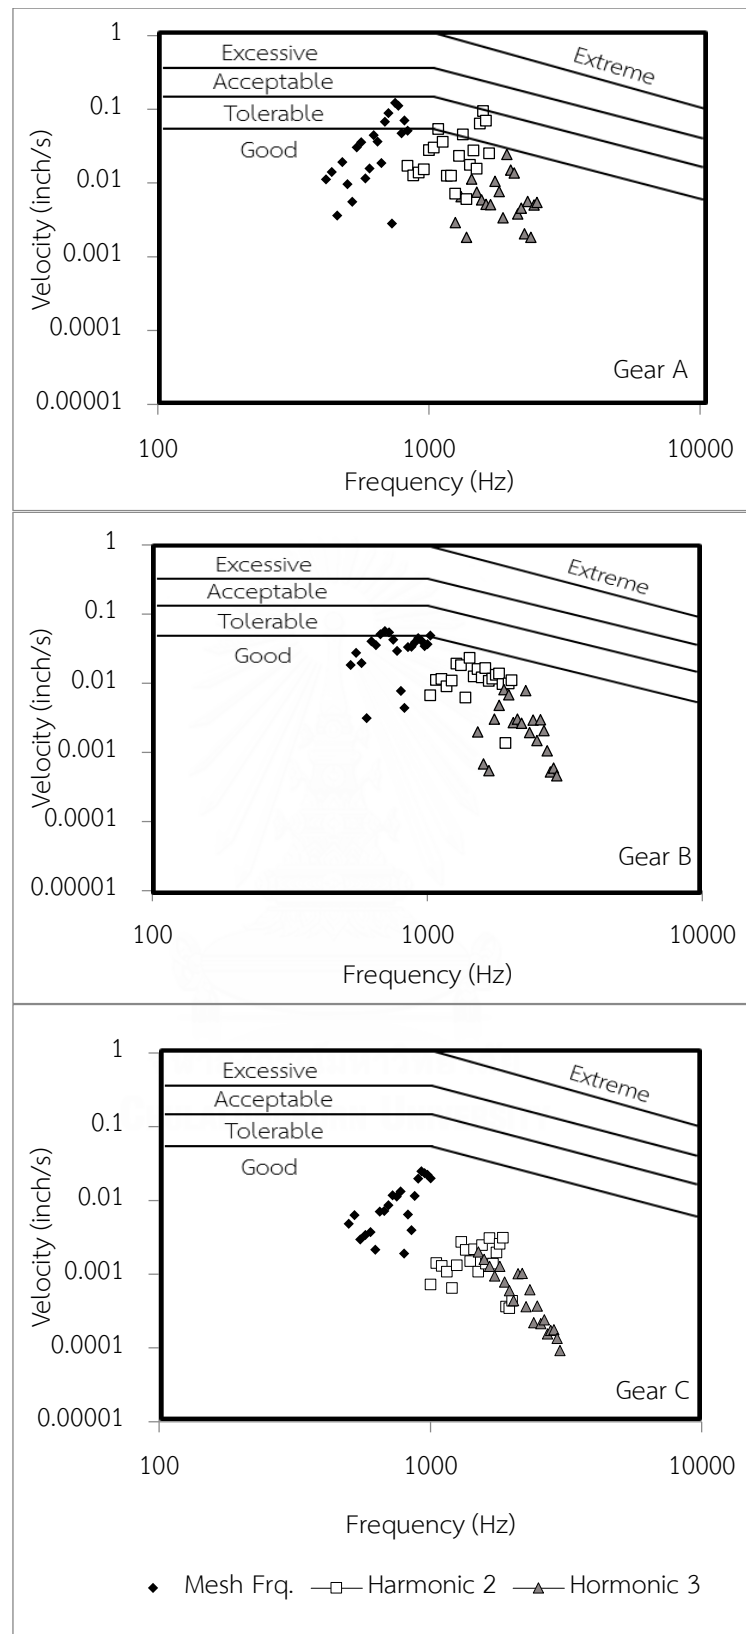 1
Excessive
Extreme
Acceptable
0.1
Tolerable
Good
0.01
Velocity (inch/s)
0.001
0.0001
Gear A
0.00001
100
1000
10000
Frequency (Hz)
1
Excessive
Extreme
Acceptable
0.1
Tolerable
Good
0.01
Velocity (inch/s)
0.001
0.0001
Gear B
0.00001
100
1000
10000
Frequency (Hz)
1
Excessive
Extreme
Acceptable
0.1
Tolerable
Good
0.01
Velocity (inch/s)
0.001
0.0001
Gear C
0.00001
100
1000
10000
Frequency (Hz)
Mesh Frq.
Harmonic 2
Hormonic 3